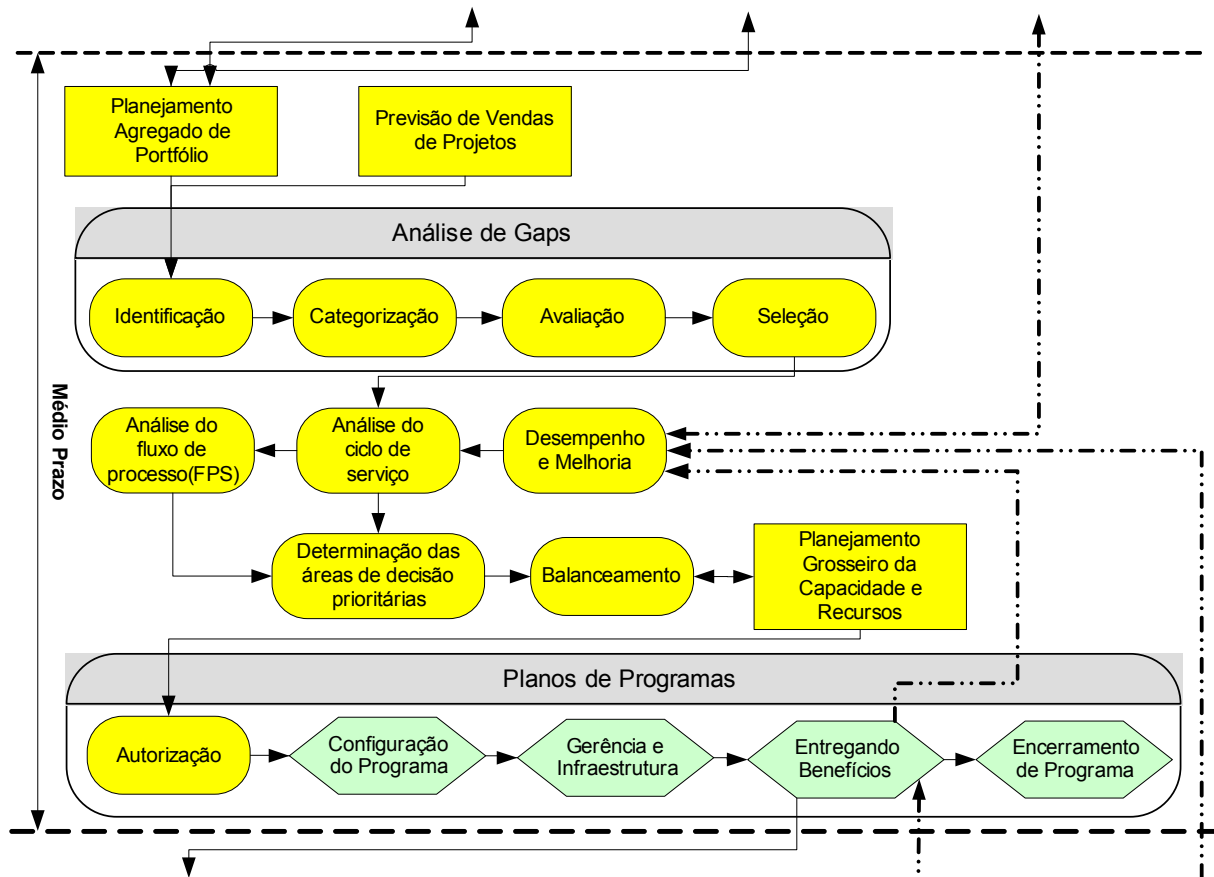 Planejamento
Agregado de
Portfólio
Previsão de Vendas
de Projetos
Análise de Gaps
Identificação
Categorização
Avaliação
Seleção
Médio Prazo
Análise do
fluxo de
processo(FPS)
Análise do
ciclo de
serviço
Desempenho
e Melhoria
Determinação das
áreas de decisão
prioritárias
Balanceamento
Planejamento
Grosseiro da
Capacidade e
Recursos
Planos de Programas
Autorização
Configuração
do Programa
Gerência e
Infraestrutura
Entregando
Benefícios
Encerramento
de Programa